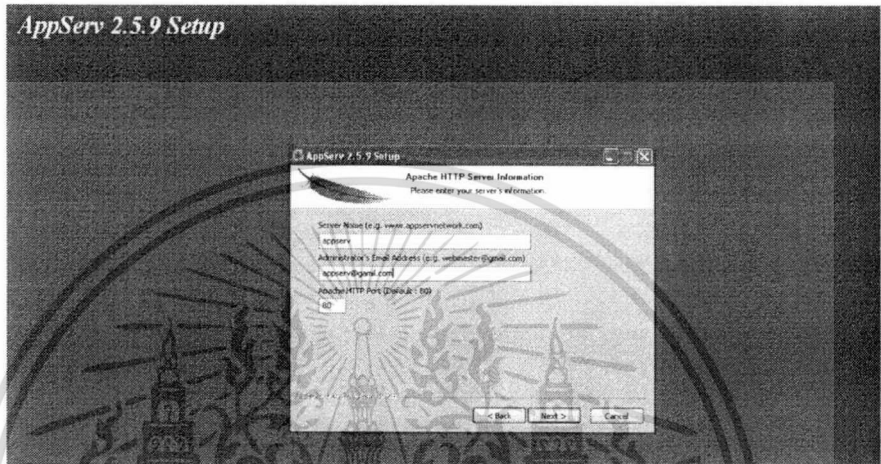 AppServ 2.5.9 Setup
AppServ 2.5.9 Setup
Apache HTTP Server Information
Please enter your server's information.
Server Name (e.g. www.appservnetwork.com)
appserv
Administrator's Email Address (e.g. webmaster@gmail.com)
appserv@gamil.com
Apache HTTP Port (Default : 80)
80
< Back Next > Cancel